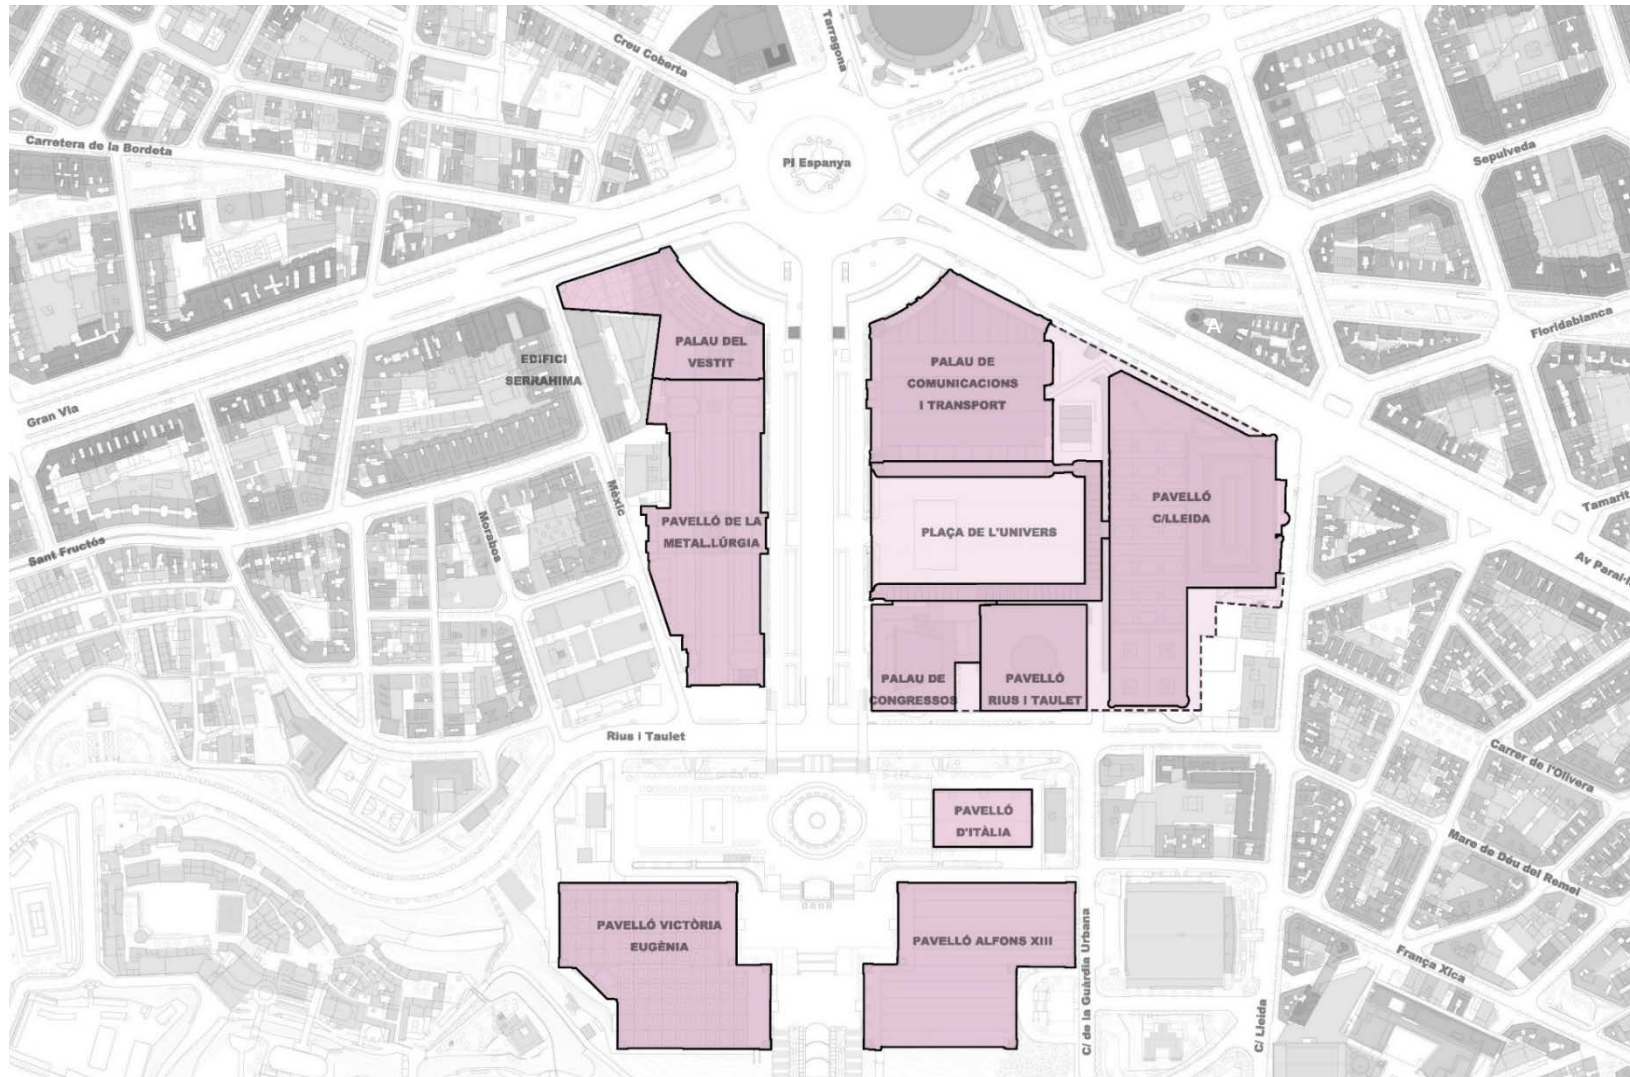 Creu Coberta
Tarragona
Carretera de la Bordeta
Pl Espanya
Sepulveda
Floridablanca
A
PALAU DEL
VESTIT
EDIFICI
SERRAHIMA
PALAU DE
COMUNICACIONS
I TRANSPORT
Gran Via
Mèxic
Morabos
Sant Fructós
PAVELLÓ DE LA
METAL.LÚRGIA
PLAÇA DE L'UNIVERS
PAVELLÓ
C/LLEIDA
Tamarit
Av Paral·l
PALAU DE
CONGRESSOS
PAVELLÓ
RIUS I TAULET
Rius i Taulet
Carrer de l'Olivera
PAVELLÓ
D'ITÀLIA
Mare de Déu del Remei
PAVELLÓ VICTÒRIA
EUGÈNIA
PAVELLÓ ALFONS XIII
C/ de la Guàrdia Urbana
França Xica
C/ Lleida